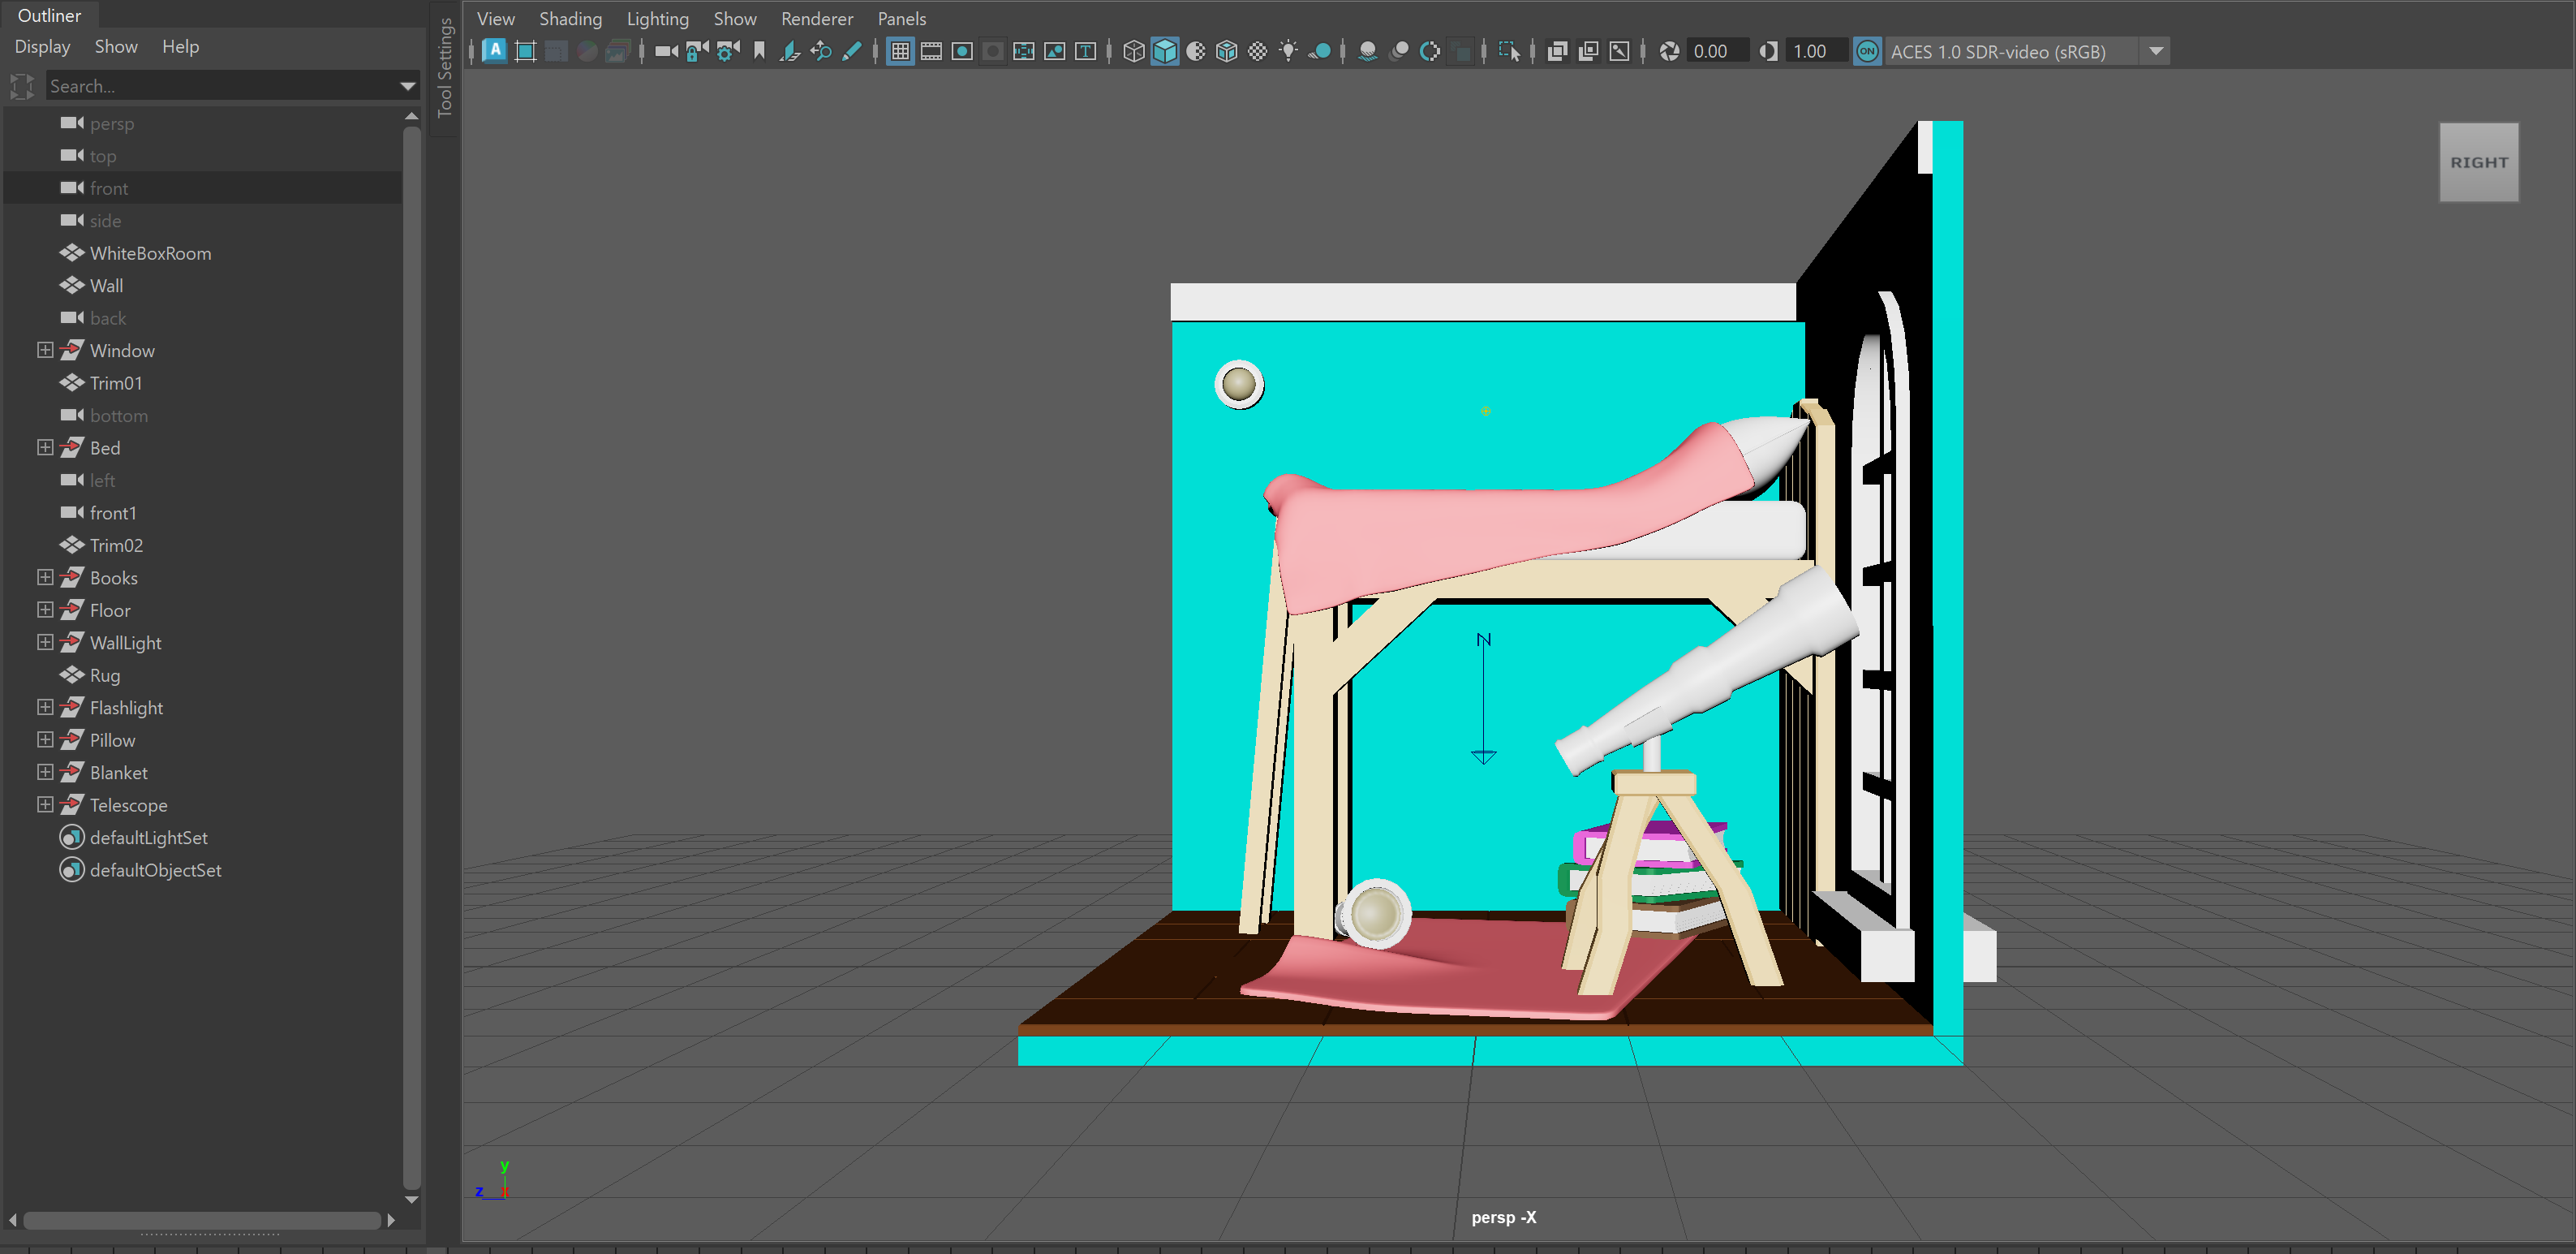 Outliner
Display Show Help
Search...
persp
top
front
side
WhiteBoxRoom
Wall
back
Window
Trim01
bottom
Bed
left
front1
Trim02
Books
Floor
WallLight
Rug
Flashlight
Pillow
Blanket
Telescope
defaultLightSet
defaultObjectSet
Tool Settings
View Shading Lighting Show Renderer Panels
A T 0.00 1.00 ON ACES 1.0 SDR-video (sRGB)
RIGHT
N
y
z x
persp -X